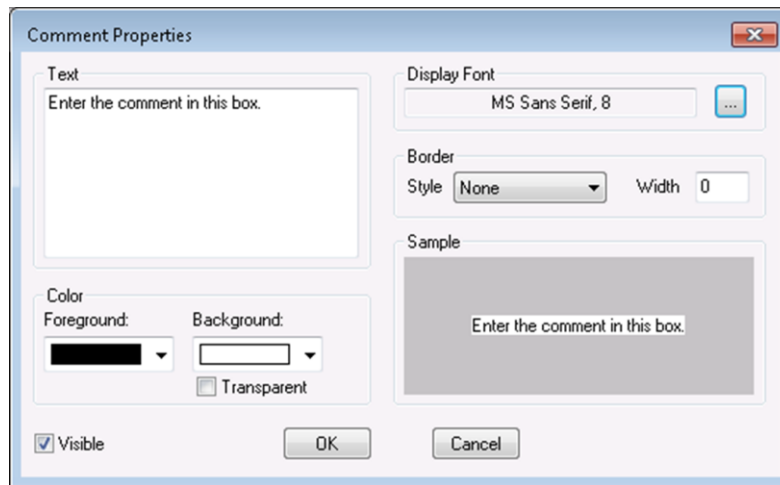 Comment Properties
Text
Enter the comment in this box.
Display Font
MS Sans Serif, 8
...
Border
Style None Width 0
Sample
Enter the comment in this box.
Color
Foreground: Background:
Transparent
Visible
OK
Cancel